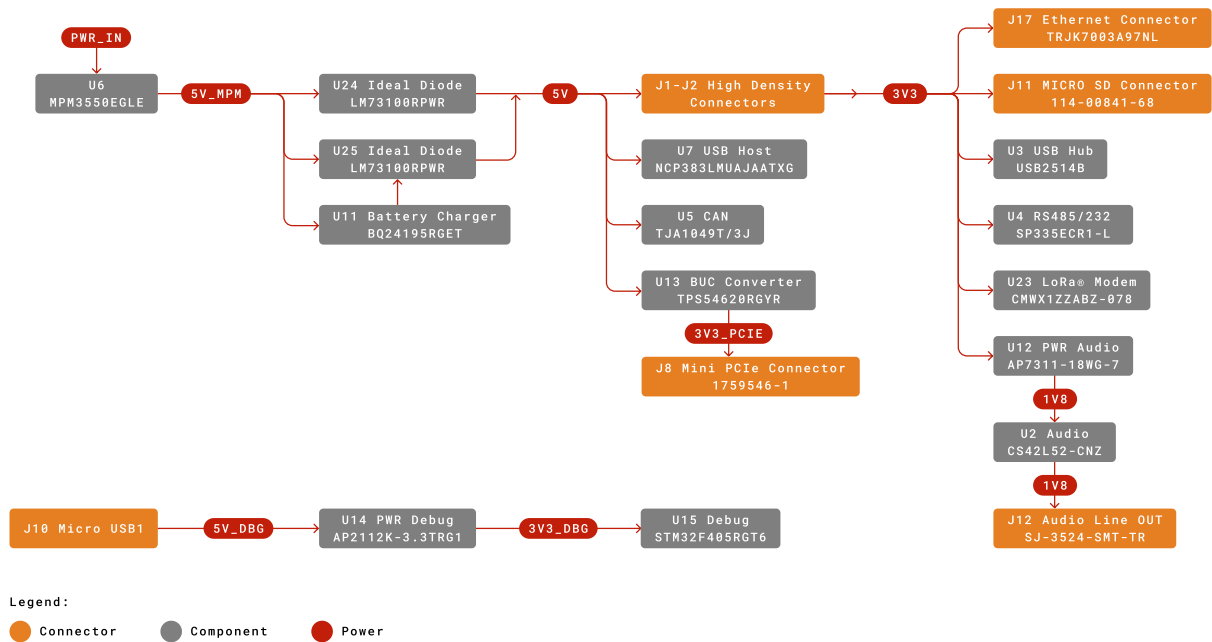 PWR_IN
U6
MPM3550EGLE
5V_MPM
U24 Ideal Diode
LM73100RPWR
U25 Ideal Diode
LM73100RPWR
U11 Battery Charger
BQ24195RGET
5V
J1-J2 High Density
Connectors
U7 USB Host
NCP383LMUAJAATXG
U5 CAN
TJA1049T/3J
U13 BUC Converter
TPS54620RGYR
3V3_PCIE
J8 Mini PCIe Connector
1759546-1
3V3
J17 Ethernet Connector
TRJK7003A97NL
J11 MICRO SD Connector
114-00841-68
U3 USB Hub
USB2514B
U4 RS485/232
SP335ECR1-L
U23 LoRa® Modem
CMWX1ZZABZ-078
U12 PWR Audio
AP7311-18WG-7
1V8
U2 Audio
CS42L52-CNZ
1V8
J12 Audio Line OUT
SJ-3524-SMT-TR
J10 Micro USB1
5V_DBG
U14 PWR Debug
AP2112K-3.3TRG1
3V3_DBG
U15 Debug
STM32F405RGT6
Legend:
Connector
Component
Power